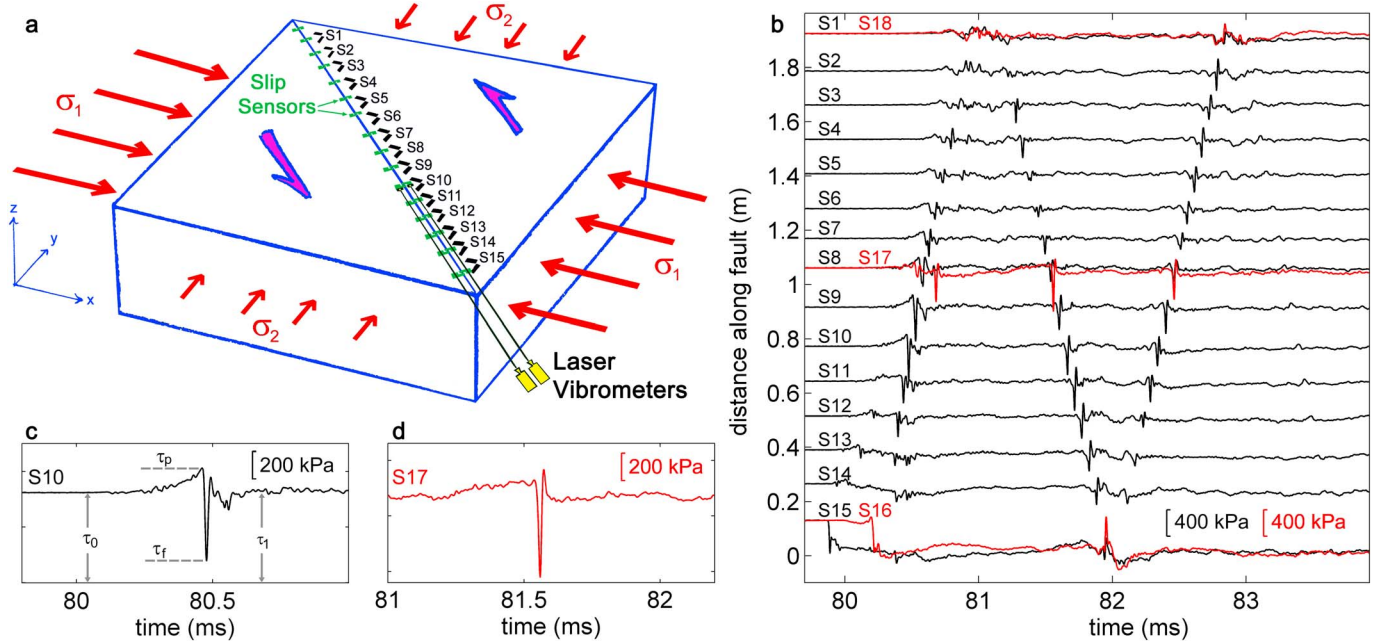 a
σ1
σ2
S1
S2
S3
S4
S5
S6
S7
S8
S9
S10
S11
S12
S13
S14
S15
Slip
Sensors
σ1
σ2
z
y
x
Laser
Vibrometers
b
S1 S18
S2
S3
S4
S5
S6
S7
S8 S17
S9
S10
S11
S12
S13
S14
S15 S16
400 kPa 400 kPa
1.8
1.6
1.4
1.2
1
0.8
0.6
0.4
0.2
0
distance along fault (m)
80 81 82 83
time (ms)
c
S10
τp
200 kPa
τ0
τf
τ1
80 80.5
time (ms)
d
S17
200 kPa
81 81.5 82
time (ms)